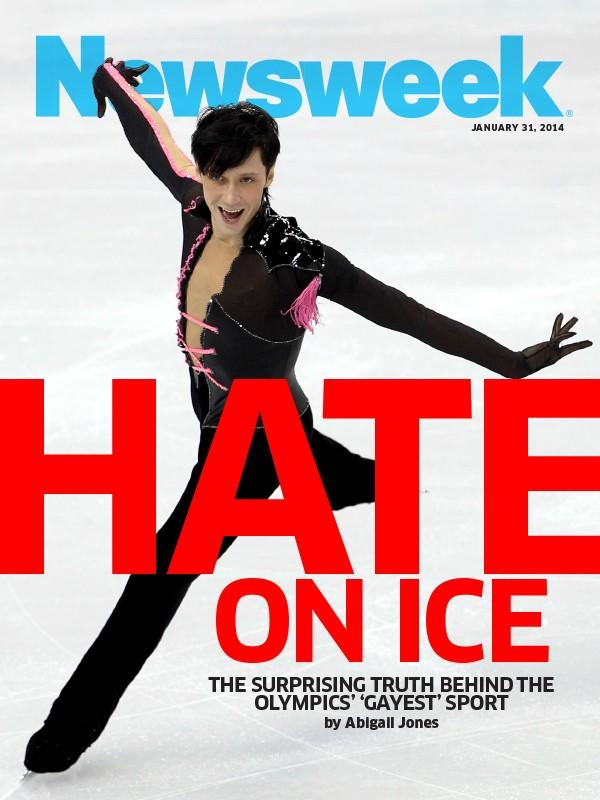 Newsweek®
JANUARY 31, 2014
HATE
ON ICE
THE SURPRISING TRUTH BEHIND THE
OLYMPICS' 'GAYEST' SPORT
by Abigail Jones